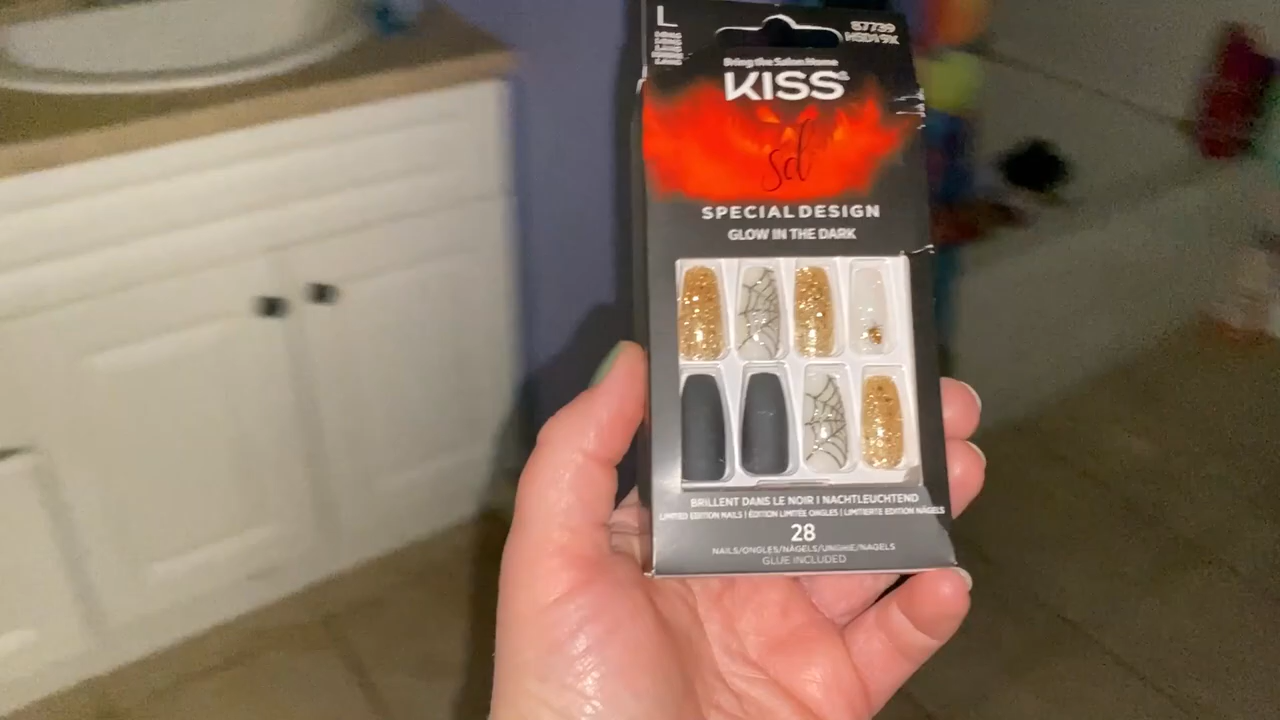 L
57739
Bring the Salon Home
KISS
sd
SPECIAL DESIGN
GLOW IN THE DARK
BRILLENT DANS LE NOIR | NACHTLEUCHTEND
LIMITED EDITION NAILS | ÉDITION LIMITÉE ONGLES | LIMITIERTE EDITION NÄGELS
28
NAILS/ONGLES/NÄGELS/UNGHIE/NAGELS
GLUE INCLUDED